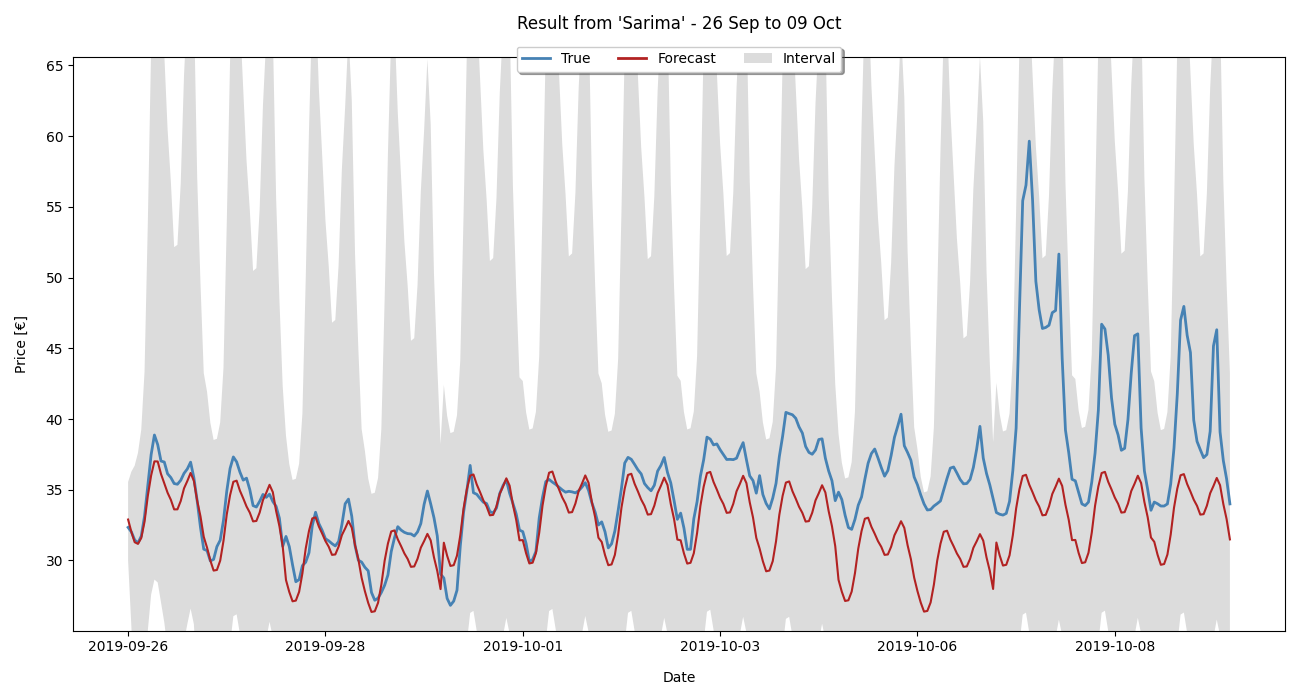 Result from 'Sarima' - 26 Sep to 09 Oct
True Forecast Interval
65
60
55
50
45
40
35
30
Price [€]
2019-09-26 2019-09-28 2019-10-01 2019-10-03 2019-10-06 2019-10-08
Date